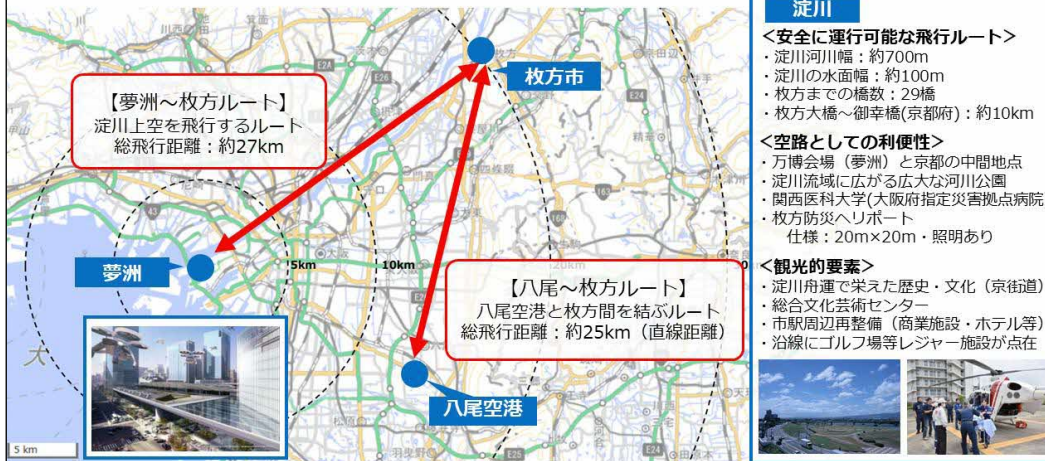 枚方市
【夢洲～枚方ルート】
淀川上空を飛行するルート
総飛行距離：約27km
夢洲
5km
10km
20km
【八尾～枚方ルート】
八尾空港と枚方間を結ぶルート
総飛行距離：約25km（直線距離）
八尾空港
5 km
淀川
＜安全に運行可能な飛行ルート＞
・淀川河川幅：約700m
・淀川の水面幅：約100m
・枚方までの橋数：29橋
・枚方大橋～御幸橋(京都府)：約10km
＜空路としての利便性＞
・万博会場（夢洲）と京都の中間地点
・淀川流域に広がる広大な河川公園
・関西医科大学(大阪府指定災害拠点病院
・枚方防災ヘリポート
仕様：20m×20m・照明あり
＜観光的要素＞
・淀川舟運で栄えた歴史・文化（京街道）
・総合文化芸術センター
・市駅周辺再整備（商業施設・ホテル等）
・沿線にゴルフ場等レジャー施設が点在